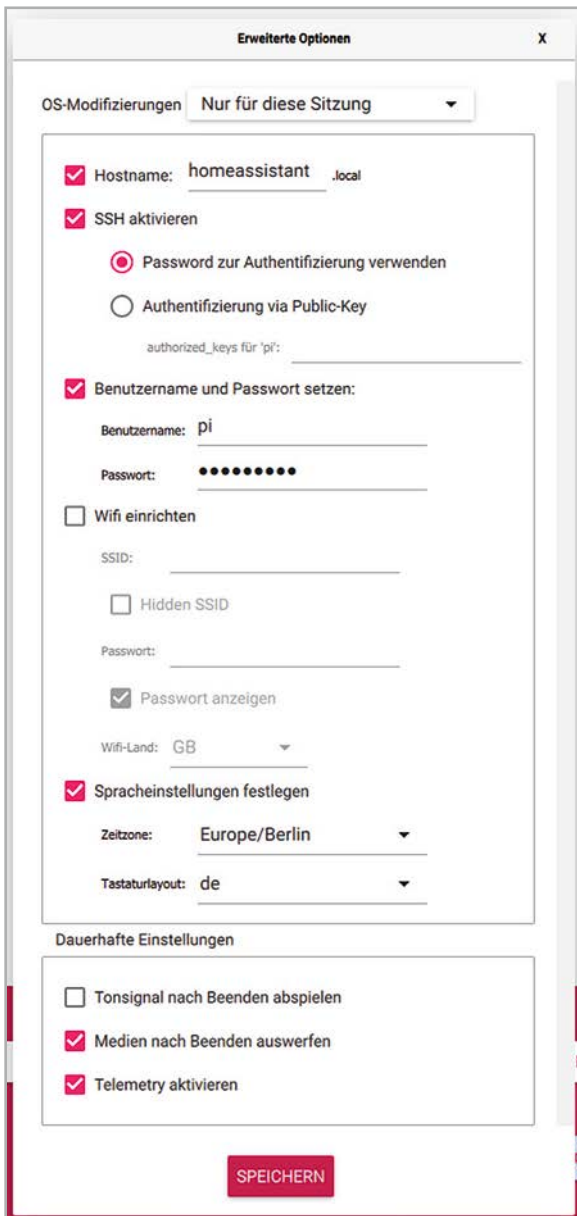 Erweiterte Optionen X
OS-Modifizierungen Nur für diese Sitzung
Hostname: homeassistant .local
SSH aktivieren
Password zur Authentifizierung verwenden
Authentifizierung via Public-Key
authorized_keys für 'pi':
Benutzername und Passwort setzen:
Benutzername: pi
Passwort: •••••••••
Wifi einrichten
SSID:
Hidden SSID
Passwort:
Passwort anzeigen
Wifi-Land: GB
Spracheinstellungen festlegen
Zeitzone: Europe/Berlin
Tastaturlayout: de
Dauerhafte Einstellungen
Tonsignal nach Beenden abspielen
Medien nach Beenden auswerfen
Telemetry aktivieren
SPEICHERN